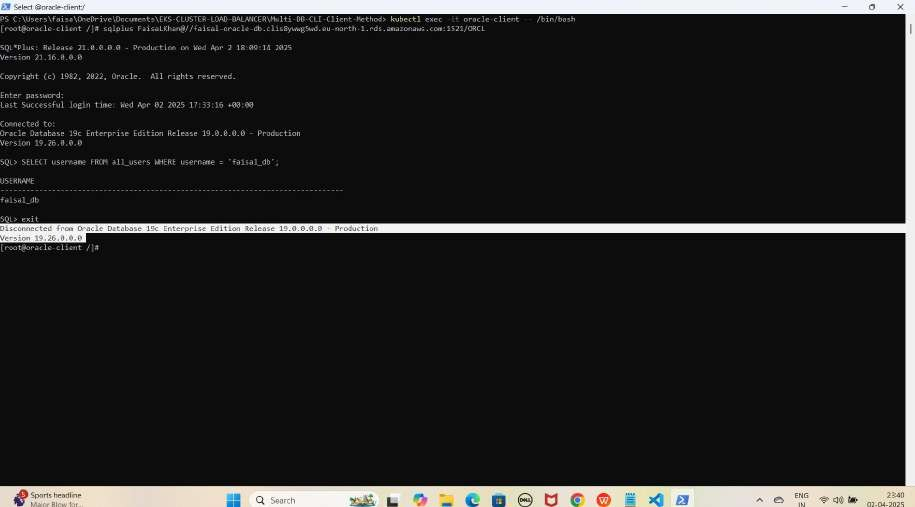 Select @oracle-client:/
PS C:\Users\faisa\OneDrive\Documents\EKS-CLUSTER-LOAD-BALANCER\Multi-DB-CLI-Client-Method> kubectl exec -it oracle-client -- /bin/bash
[root@oracle-client /]# sqlplus FaisalKhan@//faisal-oracle-db.clis8ywwg5wd.eu-north-1.rds.amazonaws.com:1521/ORCL
SQL*Plus: Release 21.0.0.0.0 - Production on Wed Apr 2 18:09:14 2025
Version 21.16.0.0.0
Copyright (c) 1982, 2022, Oracle.  All rights reserved.
Enter password:
Last Successful login time: Wed Apr 02 2025 17:33:16 +00:00
Connected to:
Oracle Database 19c Enterprise Edition Release 19.0.0.0.0 - Production
Version 19.26.0.0.0
SQL> SELECT username FROM all_users WHERE username = 'faisal_db';
USERNAME
--------------------------------------------------------------------------------
faisal_db
SQL> exit
Disconnected from Oracle Database 19c Enterprise Edition Release 19.0.0.0.0 - Production
Version 19.26.0.0.0
[root@oracle-client /]#
5
Sports headline
Major Blow for...
Search
DELL
W
ENG
IN
23:40
02-04-2025